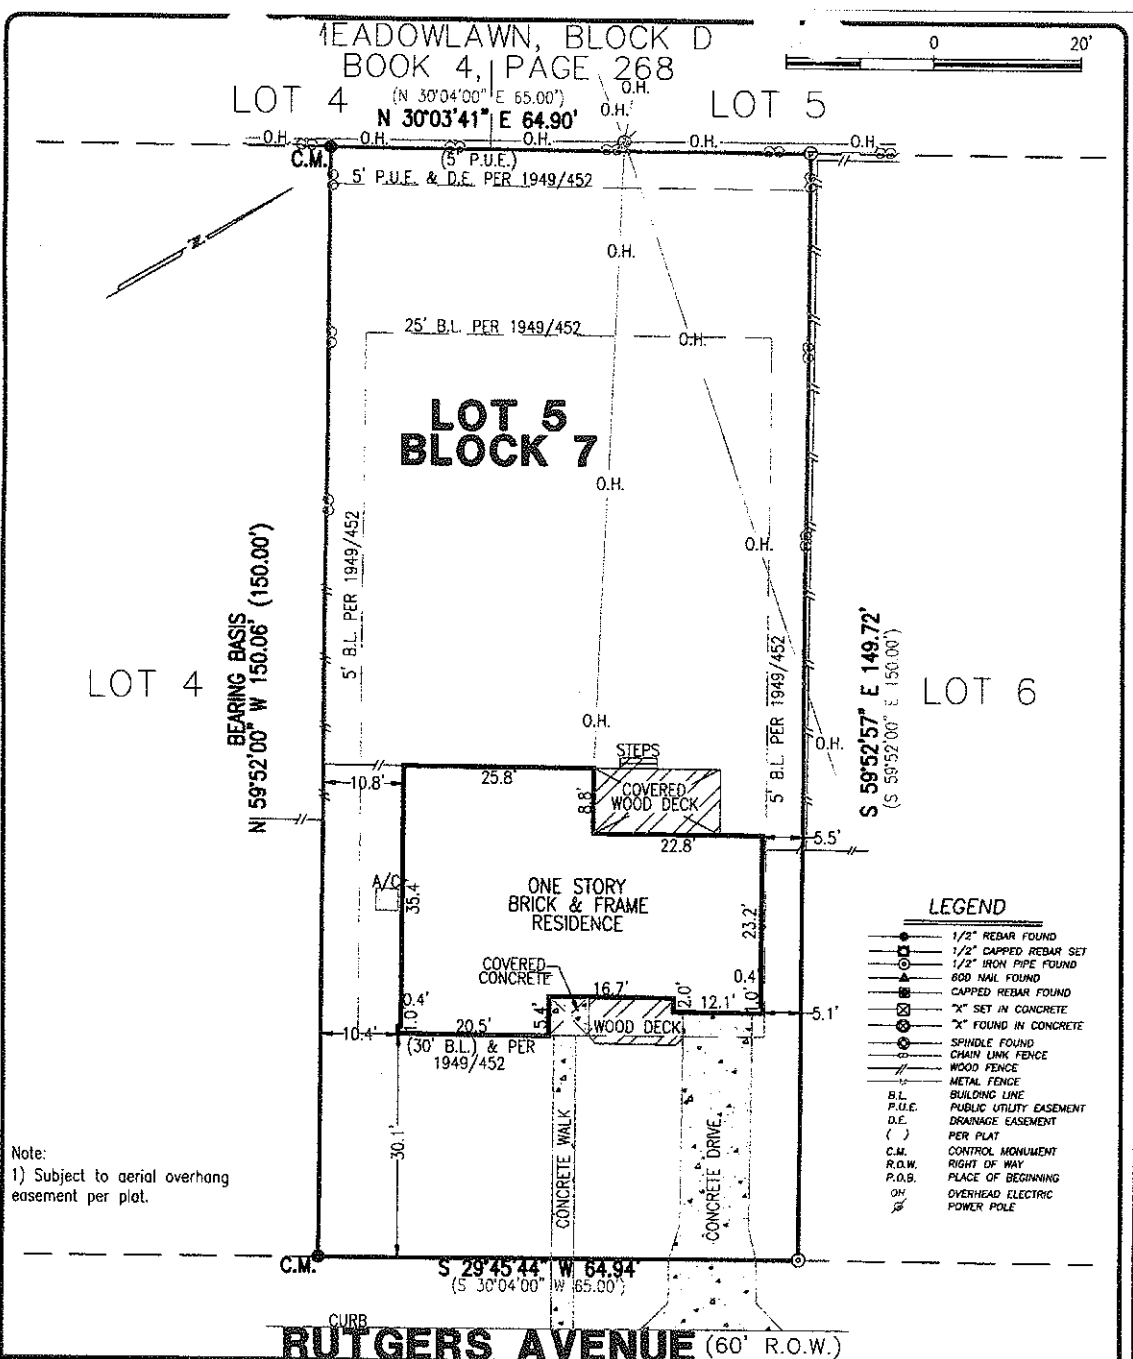 MEADOWLAWN, BLOCK D
BOOK 4, PAGE 268
0 20'
LOT 4
(N 30°04'00" E 65.00')
N 30°03'41" E 64.90'
O.H.
O.H.
LOT 5
O.H. O.H. O.H. O.H. O.H.
C.M.
(5' P.U.E.)
5' P.U.E. & D.E. PER 1949/452
N
O.H.
25' B.L. PER 1949/452
O.H.
LOT 5
BLOCK 7
O.H.
O.H.
5' B.L. PER 1949/452
BEARING BASIS
N 59°52'00" W 150.06' (150.00')
LOT 4
5' B.L. PER 1949/452
S 59°52'57" E 149.72'
(S 59°52'00" E 150.00')
LOT 6
O.H.
O.H.
STEPS
25.8'
10.8'
8.8'
COVERED
WOOD DECK
22.8'
5.5'
A/C
35.4
ONE STORY
BRICK & FRAME
RESIDENCE
23.2'
COVERED
CONCRETE
0.4'
16.7'
2.0'
12.1'
1.0'
0.4'
1.0'
5.4'
WOOD DECK
5.1'
10.4'
20.5'
(30' B.L.) & PER
1949/452
30.1'
CONCRETE WALK
CONCRETE DRIVE
LEGEND
1/2" REBAR FOUND
1/2" CAPPED REBAR SET
1/2" IRON PIPE FOUND
60D NAIL FOUND
CAPPED REBAR FOUND
"X" SET IN CONCRETE
"X" FOUND IN CONCRETE
SPINDLE FOUND
CHAIN LINK FENCE
WOOD FENCE
METAL FENCE
B.L. BUILDING LINE
P.U.E. PUBLIC UTILITY EASEMENT
D.E. DRAINAGE EASEMENT
( ) PER PLAT
C.M. CONTROL MONUMENT
R.O.W. RIGHT OF WAY
P.O.B. PLACE OF BEGINNING
OH OVERHEAD ELECTRIC
POWER POLE
Note:
1) Subject to aerial overhang
easement per plat.
C.M.
S 29°45'44" W 64.94'
(S 30°04'00" W 65.00')
CURB
RUTGERS AVENUE (60' R.O.W.)